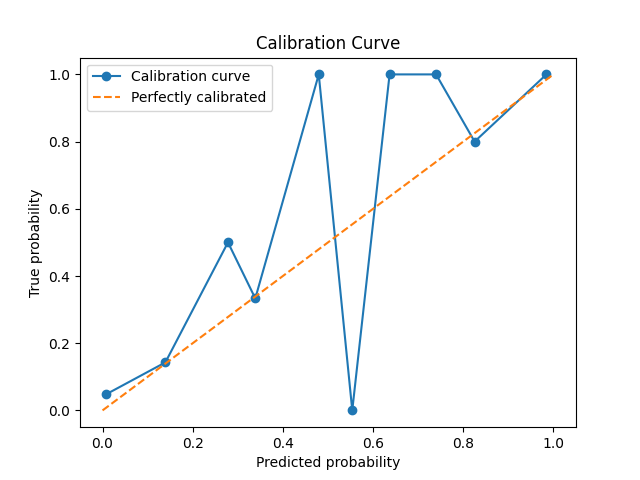 Calibration Curve
Calibration curve
Perfectly calibrated
1.0
0.8
0.6
0.4
0.2
0.0
True probability
0.0 0.2 0.4 0.6 0.8 1.0
Predicted probability